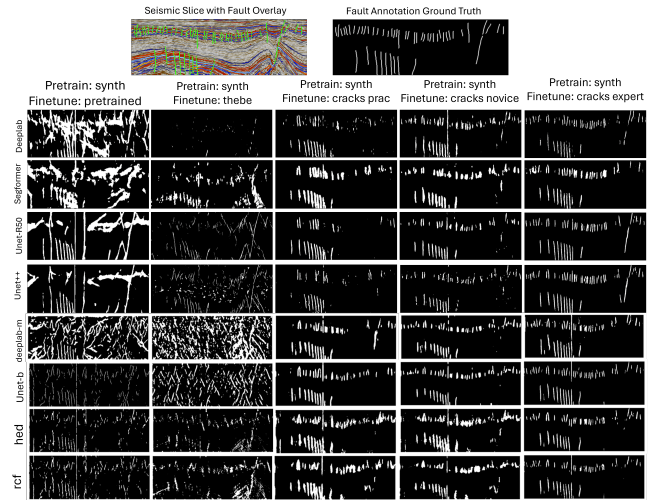 Seismic Slice with Fault Overlay
Fault Annotation Ground Truth
Pretrain: synth
Finetune: pretrained
Pretrain: synth
Finetune: thebe
Pretrain: synth
Finetune: cracks prac
Pretrain: synth
Finetune: cracks novice
Pretrain: synth
Finetune: cracks expert
Deeplab
Segformer
Unet-R50
Unet++
deeplab-m
Unet-b
hed
rcf